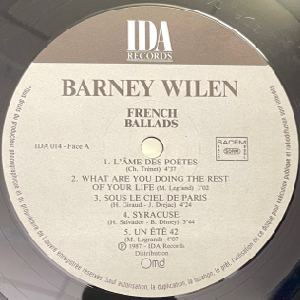 IDA
RECORDS
BARNEY WILEN
FRENCH
BALLADS
IDA 014 - Face A
1. L'ÂME DES POÈTES
(Ch. Trénet) 4'37
2. WHAT ARE YOU DOING THE REST
OF YOUR LIFE (M. Legrand)
3. SOUS LE CIEL DE PARIS
(H. Giraud - J. Dréjac) 4'24
4. SYRACUSE
(H. Salvador - B. Dimey) 3'44
5. UN ÉTÉ 42
(M. Legrand) 4'07
℗ 1987 - IDA Records
Distribution
Omd
SACEM